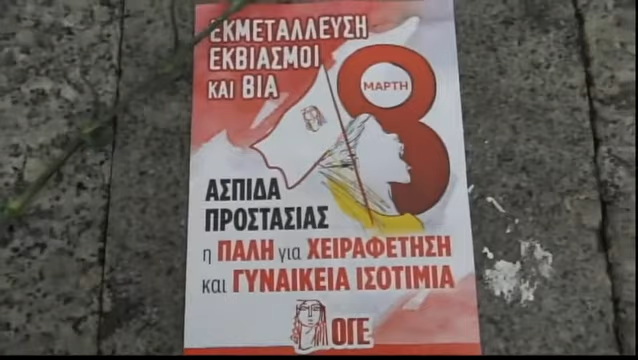 ΕΚΜΕΤΑΛΛΕΥΣΗ
ΕΚΒΙΑΣΜΟΙ
ΚΑΙ ΒΙΑ
8
ΜΑΡΤΗ
ΑΣΠΙΔΑ
ΠΡΟΣΤΑΣΙΑΣ
η ΠΑΛΗ για ΧΕΙΡΑΦΕΤΗΣΗ
και ΓΥΝΑΙΚΕΙΑ ΙΣΟΤΙΜΙΑ
ΟΓΕ